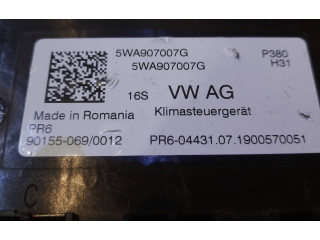 5WA907007G P380
5WA907007G H31
16S VW AG
Made in Romania Klimasteuergerät
PR6
90155-069/0012 PR6-04431.07.1900570051
C